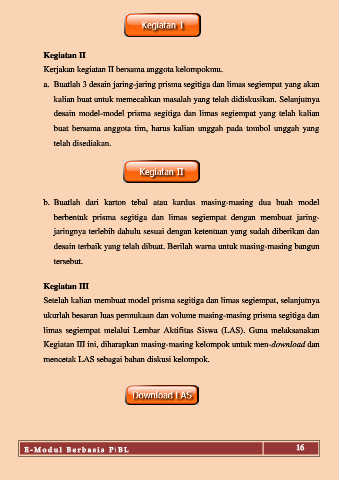 Kegiatan I
Kegiatan II
Kerjakan kegiatan II bersama anggota kelompokmu.
a. Buatlah 3 desain jaring-jaring prisma segitiga dan limas segiempat yang akan
kalian buat untuk memecahkan masalah yang telah didiskusikan. Selanjutnya
desain model-model prisma segitiga dan limas segiempat yang telah kalian
buat bersama anggota tim, harus kalian unggah pada tombol unggah yang
telah disediakan.
Kegiatan II
b. Buatlah dari karton tebal atau kardus masing-masing dua buah model
berbentuk prisma segitiga dan limas segiempat dengan membuat jaring-
jaringnya terlebih dahulu sesuai dengan ketentuan yang sudah diberikan dan
desain terbaik yang telah dibuat. Berilah warna untuk masing-masing bangun
tersebut.
Kegiatan III
Setelah kalian membuat model prisma segitiga dan limas segiempat, selanjutnya
ukurlah besaran luas permukaan dan volume masing-masing prisma segitiga dan
limas segiempat melalui Lembar Aktifitas Siswa (LAS). Guna melaksanakan
Kegiatan III ini, diharapkan masing-masing kelompok untuk men-download dan
mencetak LAS sebagai bahan diskusi kelompok.
Download LAS
E-Modul Berbasis PjBL 16